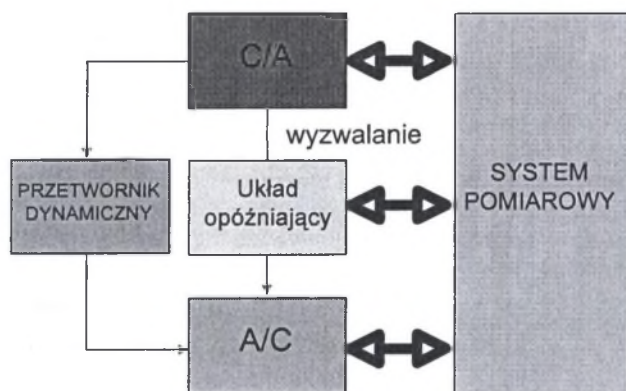 C/A
wyzwalanie
PRZETWORNIK
DYNAMICZNY
Układ
opóźniający
SYSTEM
POMIAROWY
A/C